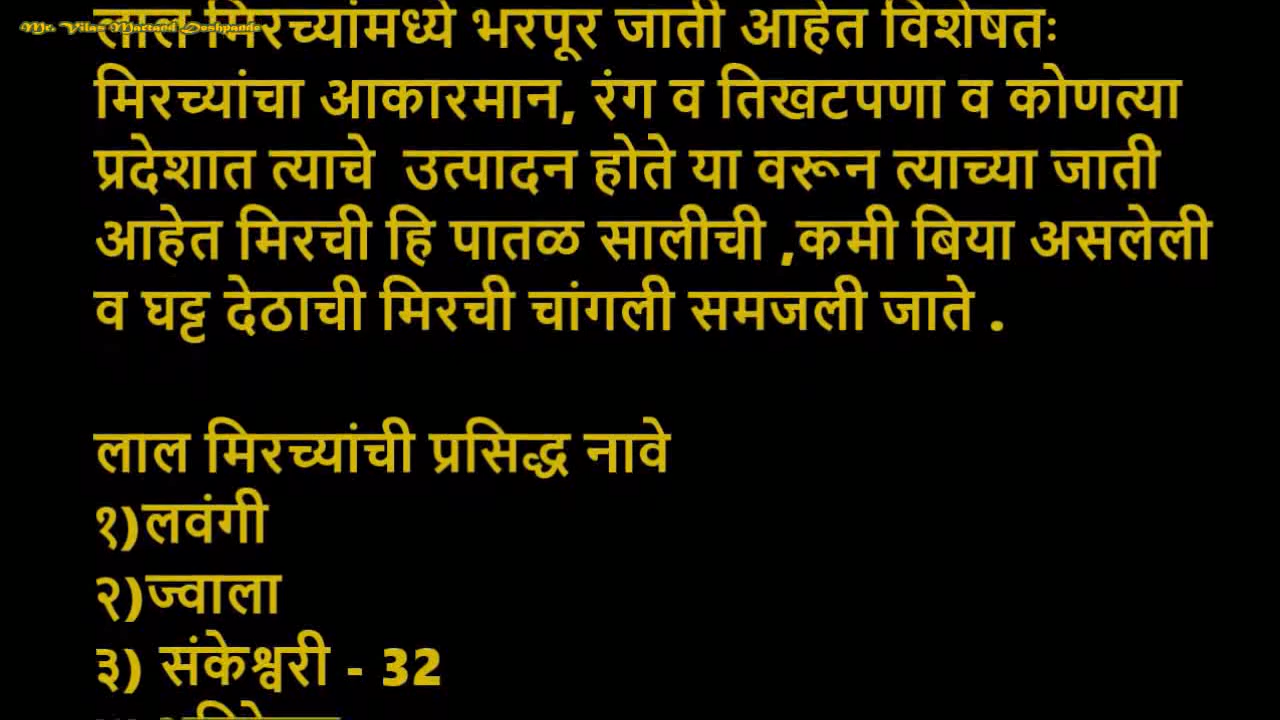 Mr. Vilas Martand Deshpande
लाल मिरच्यांमध्ये भरपूर जाती आहेत विशेषतः
मिरच्यांचा आकारमान, रंग व तिखटपणा व कोणत्या
प्रदेशात त्याचे उत्पादन होते या वरून त्याच्या जाती
आहेत मिरची हि पातळ सालीची ,कमी बिया असलेली
व घट्ट देठाची मिरची चांगली समजली जाते .
लाल मिरच्यांची प्रसिद्ध नावे
१)लवंगी
२)ज्वाला
३) संकेश्वरी - 32